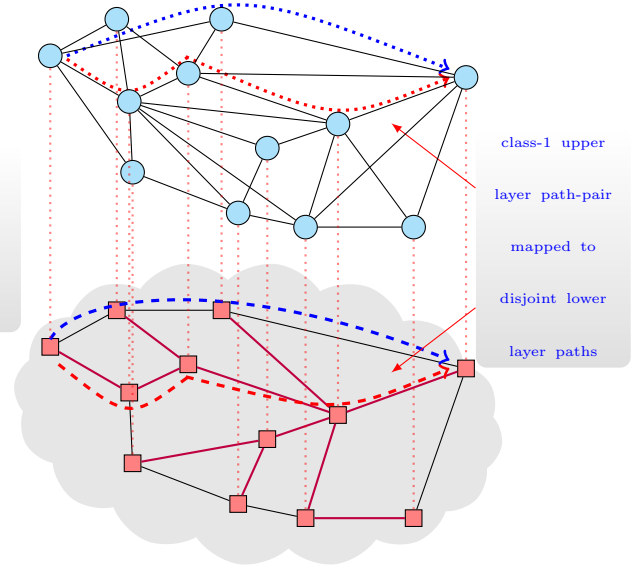 class-1 upper
layer path-pair
mapped to
disjoint lower
layer paths